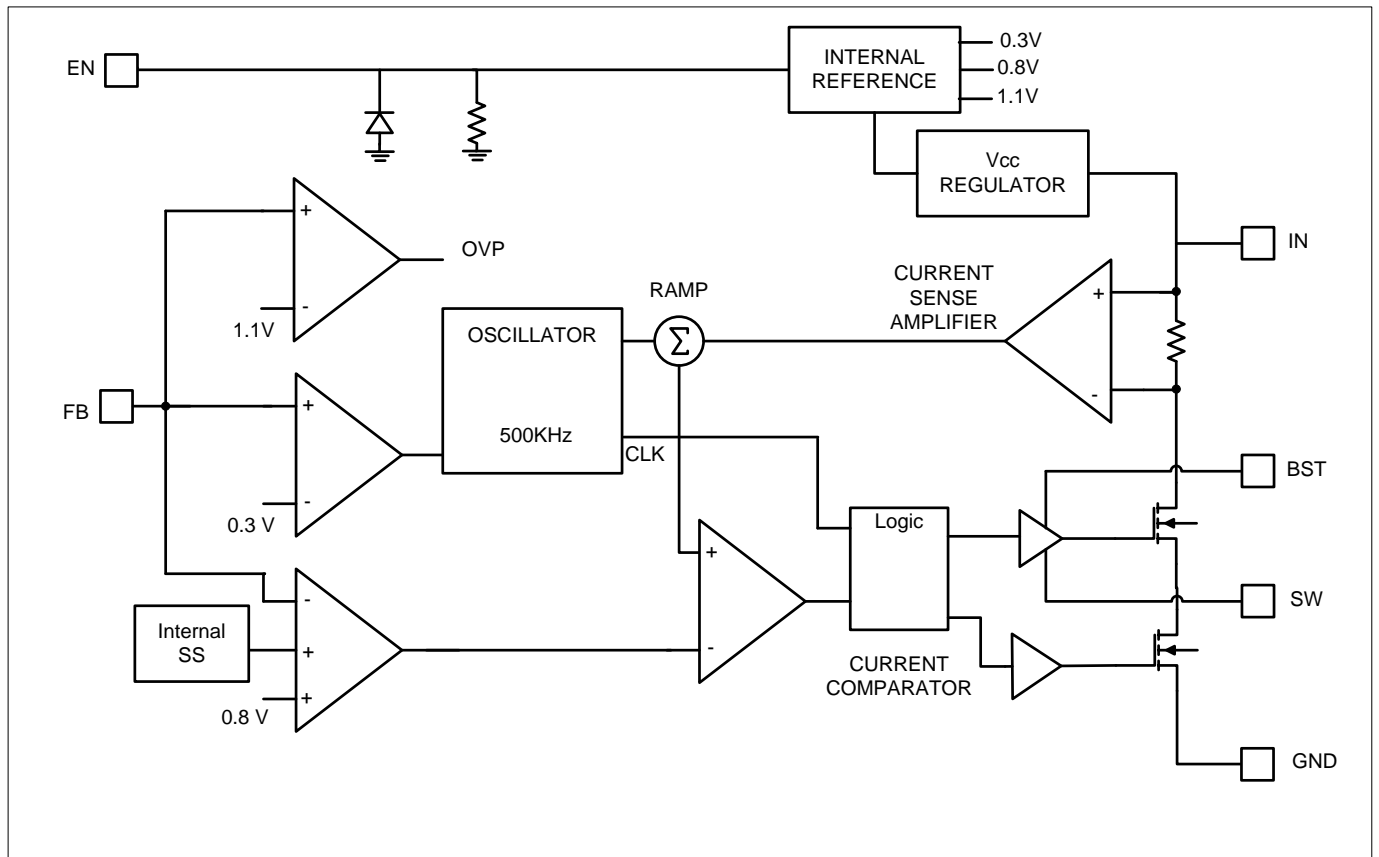 EN
INTERNAL
REFERENCE
0.3V
0.8V
1.1V
Vcc
REGULATOR
+
-
1.1V
OVP
IN
CURRENT
SENSE
AMPLIFIER
+
-
RAMP
Σ
OSCILLATOR
500KHz
CLK
FB
+
-
0.3 V
BST
Logic
+
-
SW
Internal
SS
-
+
+
0.8 V
CURRENT
COMPARATOR
GND